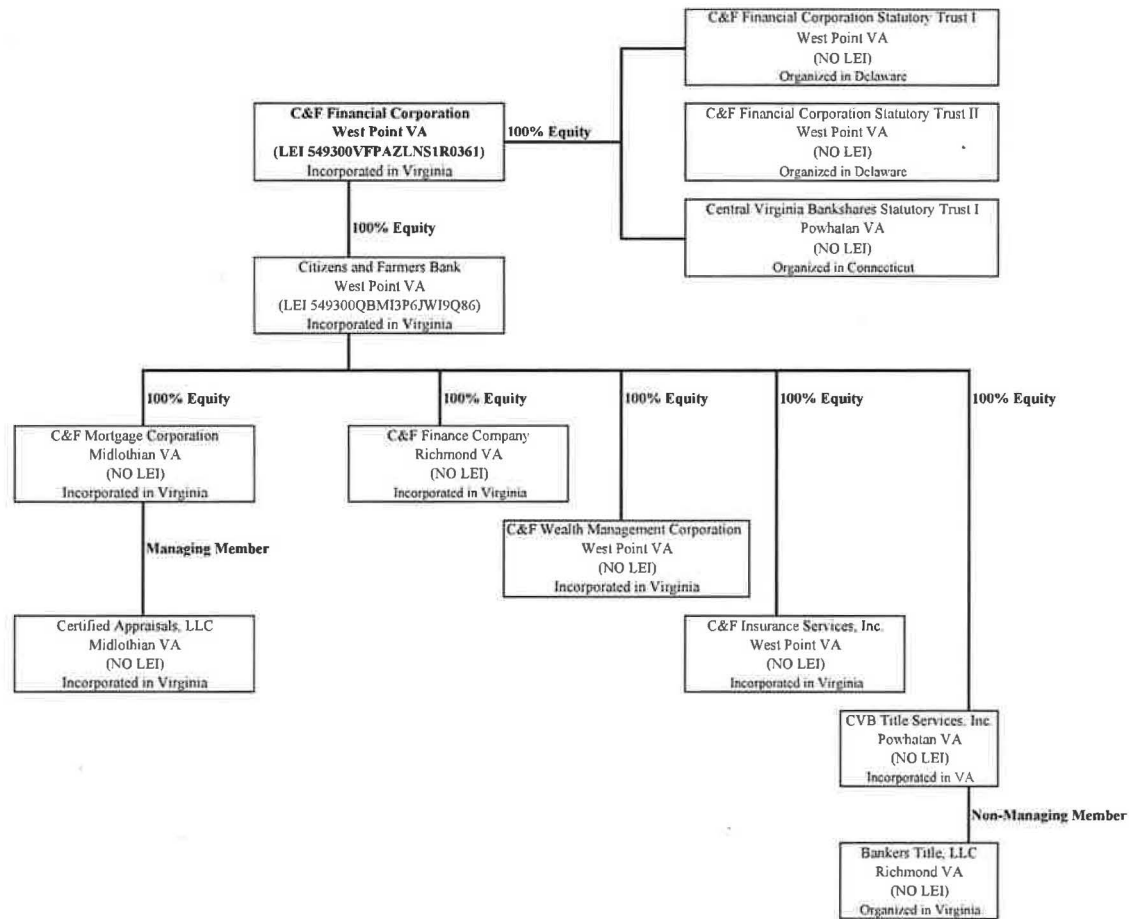 C&F Financial Corporation Statutory Trust I
West Point VA
(NO LEI)
Organized in Delaware
C&F Financial Corporation
West Point VA
(LEI 549300VFPAZLNS1R0361)
Incorporated in Virginia
100% Equity
C&F Financial Corporation Statutory Trust II
West Point VA
(NO LEI)
Organized in Delaware
Central Virginia Bankshares Statutory Trust I
Powhatan VA
(NO LEI)
Organized in Connecticut
100% Equity
Citizens and Farmers Bank
West Point VA
(LEI 549300QBMI3P6JWI9Q86)
Incorporated in Virginia
100% Equity
100% Equity
100% Equity
100% Equity
100% Equity
C&F Mortgage Corporation
Midlothian VA
(NO LEI)
Incorporated in Virginia
C&F Finance Company
Richmond VA
(NO LEI)
Incorporated in Virginia
C&F Wealth Management Corporation
West Point VA
(NO LEI)
Incorporated in Virginia
Managing Member
Certified Appraisals, LLC
Midlothian VA
(NO LEI)
Incorporated in Virginia
C&F Insurance Services, Inc.
West Point VA
(NO LEI)
Incorporated in Virginia
CVB Title Services, Inc.
Powhatan VA
(NO LEI)
Incorporated in VA
Non-Managing Member
Bankers Title, LLC
Richmond VA
(NO LEI)
Organized in Virginia